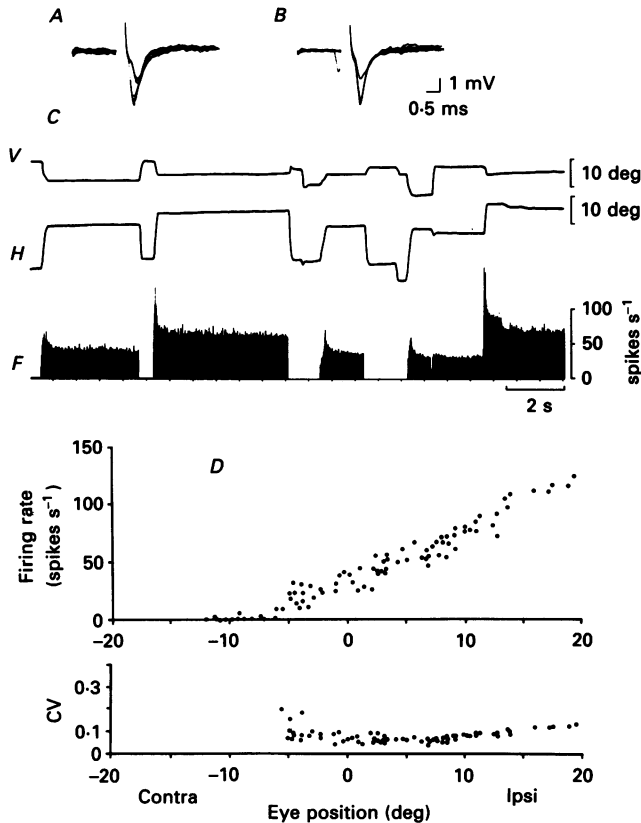 A
B
1 mV
0·5 ms
C
V
10 deg
10 deg
H
100
50
0
spikes s⁻¹
F
2 s
D
150
100
50
0
Firing rate
(spikes s⁻¹)
−20
−10
0
10
20
0·3
0·1
0
CV
−20
−10
0
10
20
Contra
Ipsi
Eye position (deg)